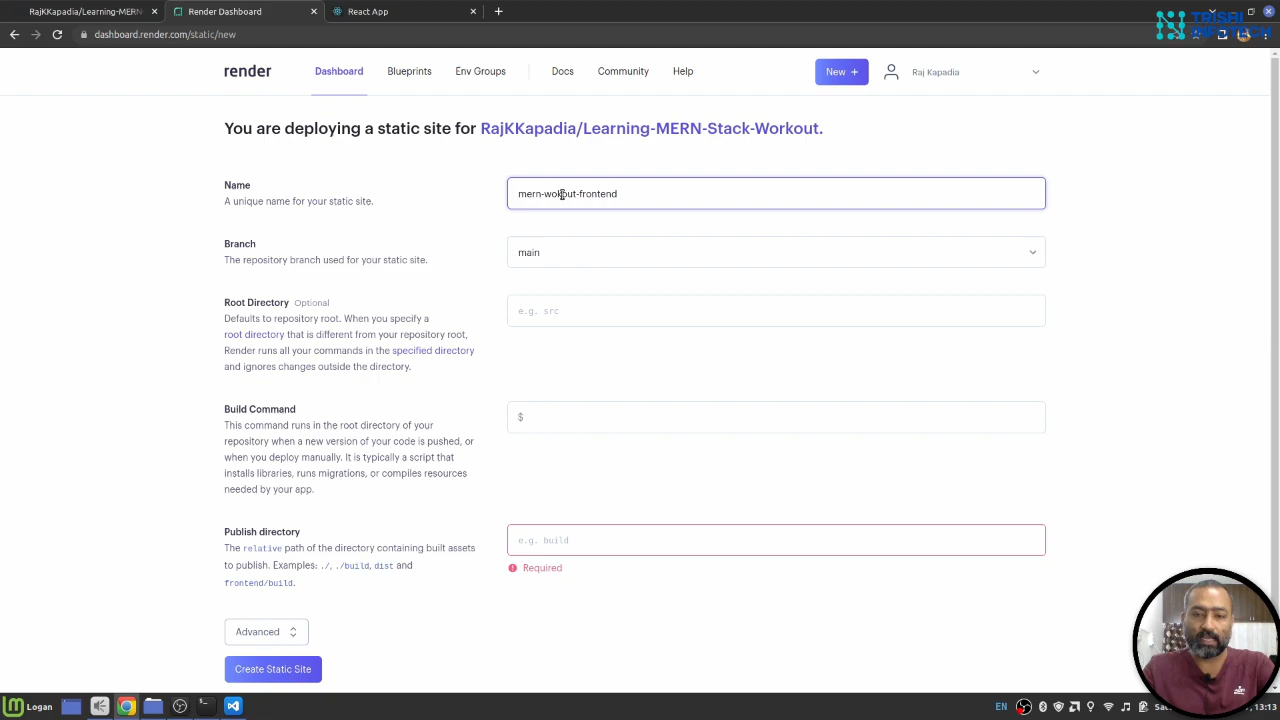 RajKKapadia/Learning-MERN-
Render Dashboard
React App
dashboard.render.com/static/new
TRISHI
INFOTECH
render
Dashboard
Blueprints
Env Groups
Docs
Community
Help
New +
Raj Kapadia
You are deploying a static site for RajKKapadia/Learning-MERN-Stack-Workout.
Name
A unique name for your static site.
mern-wokout-frontend
Branch
The repository branch used for your static site.
main
Root Directory Optional
Defaults to repository root. When you specify a
root directory that is different from your repository root,
Render runs all your commands in the specified directory
and ignores changes outside the directory.
e.g. src
Build Command
This command runs in the root directory of your
repository when a new version of your code is pushed, or
when you deploy manually. It is typically a script that
installs libraries, runs migrations, or compiles resources
needed by your app.
$
Publish directory
The relative path of the directory containing built assets
to publish. Examples: ./, ./build, dist and
frontend/build.
e.g. build
Required
Advanced
Create Static Site
Logan
EN
13:13